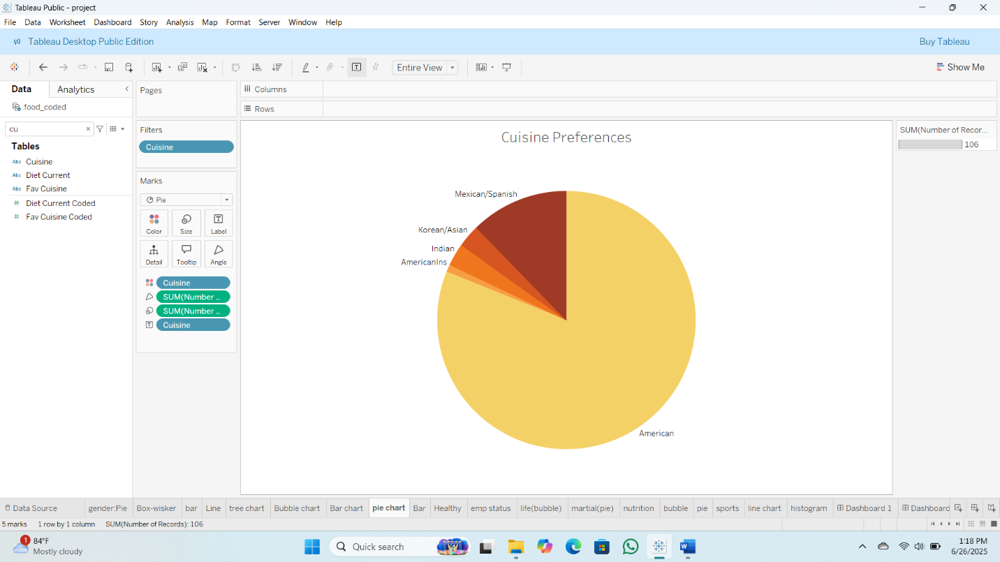 Tableau Public - project
File Data Worksheet Dashboard Story Analysis Map Format Server Window Help
Tableau Desktop Public Edition
Buy Tableau
Entire View
Show Me
Data
Analytics
food_coded
cu
Tables
Abc Cuisine
Abc Diet Current
Abc Fav Cuisine
# Diet Current Coded
# Fav Cuisine Coded
Pages
Filters
Cuisine
Marks
Pie
Color Size Label
Detail Tooltip Angle
Cuisine
SUM(Number ..
SUM(Number ..
Cuisine
Columns
Rows
Cuisine Preferences
Mexican/Spanish
Korean/Asian
Indian
AmericanIns
American
SUM(Number of Recor...
106
Data Source gender:Pie Box-wisker bar Line tree chart Bubble chart Bar chart pie chart Bar Healthy emp status life(bubble) martial(pie) nutrition bubble pie sports line chart histogram Dashboard 1 Dashboard
5 marks 1 row by 1 column SUM(Number of Records): 106
1
84°F
Mostly cloudy
Quick search
1:18 PM
6/26/2025